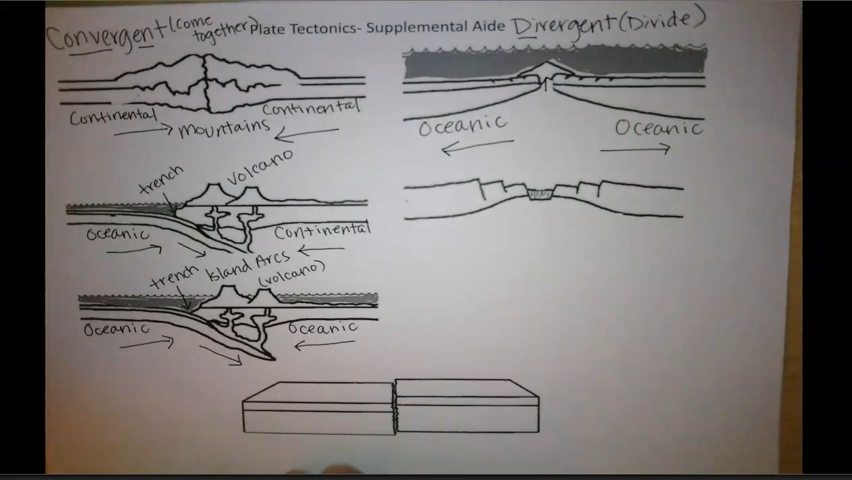 Convergent (come together)
Plate Tectonics- Supplemental Aide
Divergent (Divide)
Continental
Continental
mountains
Oceanic
Oceanic
trench
volcano
Oceanic
Continental
trench
Island Arcs
(volcano)
Oceanic
Oceanic